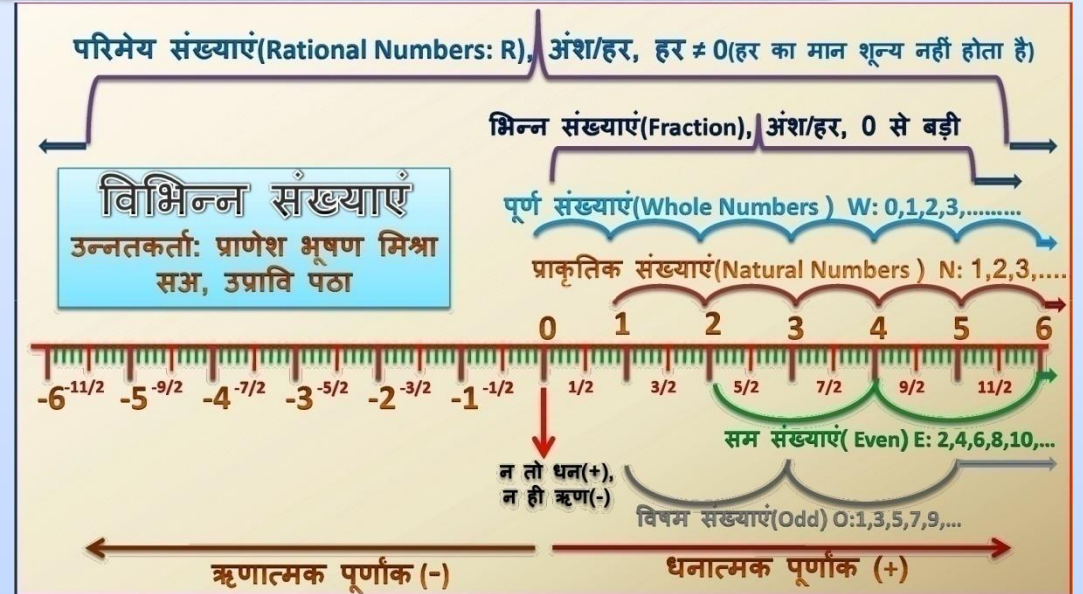 परिमेय संख्याएं(Rational Numbers: R), अंश/हर, हर ≠ 0(हर का मान शून्य नहीं होता है)
भिन्न संख्याएं(Fraction), अंश/हर, 0 से बड़ी
विभिन्न संख्याएं
उन्नतकर्ता: प्राणेश भूषण मिश्रा
सअ, उप्रावि पठा
पूर्ण संख्याएं(Whole Numbers ) W: 0,1,2,3,.........
प्राकृतिक संख्याएं(Natural Numbers ) N: 1,2,3,....
0 1 2 3 4 5 6
-6 -11/2 -5 -9/2 -4 -7/2 -3 -5/2 -2 -3/2 -1 -1/2 1/2 3/2 5/2 7/2 9/2 11/2
सम संख्याएं( Even) E: 2,4,6,8,10,...
न तो धन(+),
न ही ऋण(-)
विषम संख्याएं(Odd) O:1,3,5,7,9,...
ऋणात्मक पूर्णांक (-)
धनात्मक पूर्णांक (+)